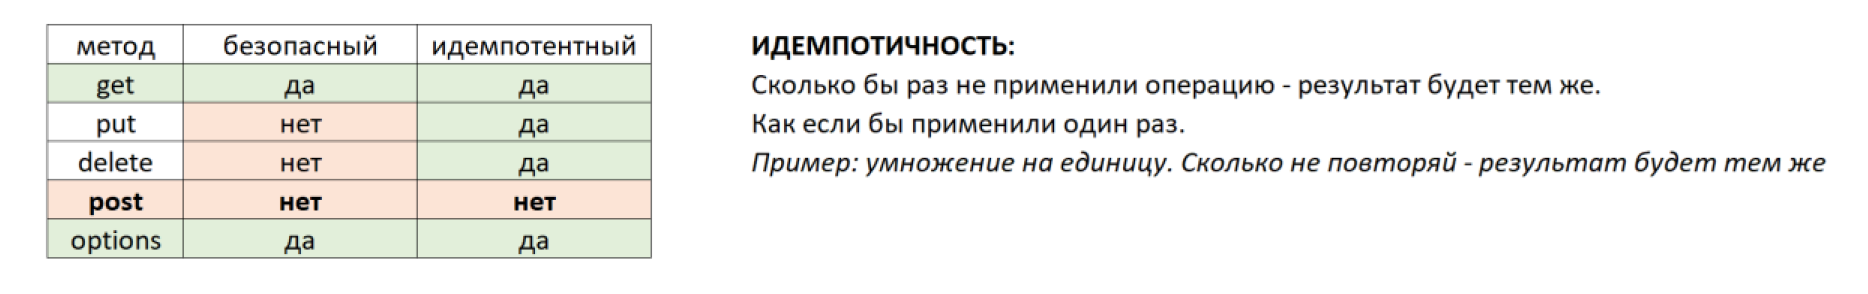 метод безопасный идемпотентный
get да да
put нет да
delete нет да
post нет нет
options да да
ИДЕМПОТИЧНОСТЬ:
Сколько бы раз не применили операцию - результат будет тем же.
Как если бы применили один раз.
Пример: умножение на единицу. Сколько не повторяй - результат будет тем же